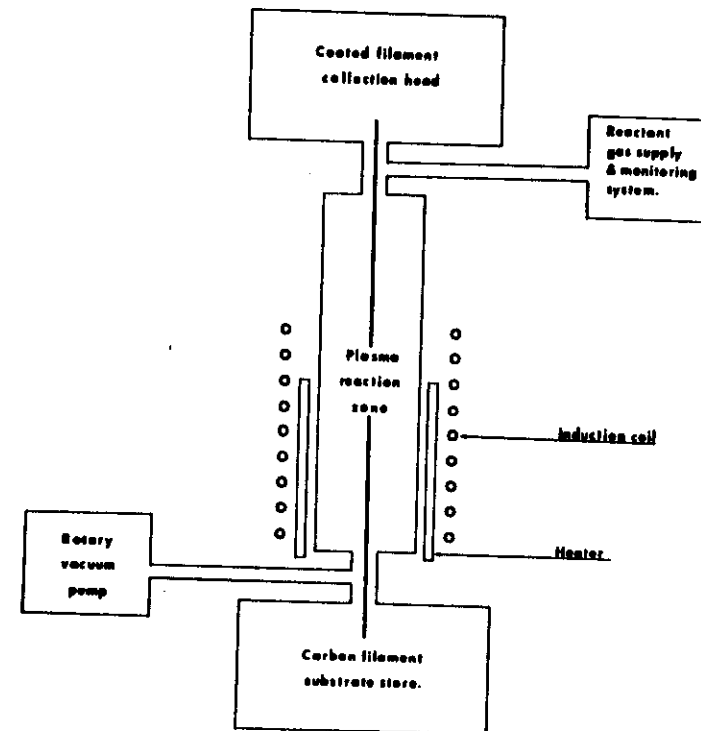 Coated filament
collection head
Reactant
gas supply
& monitoring
system.
Plasma
reaction
zone
Induction coil
Heater
Rotary
vacuum
pump
Carbon filament
substrate store.